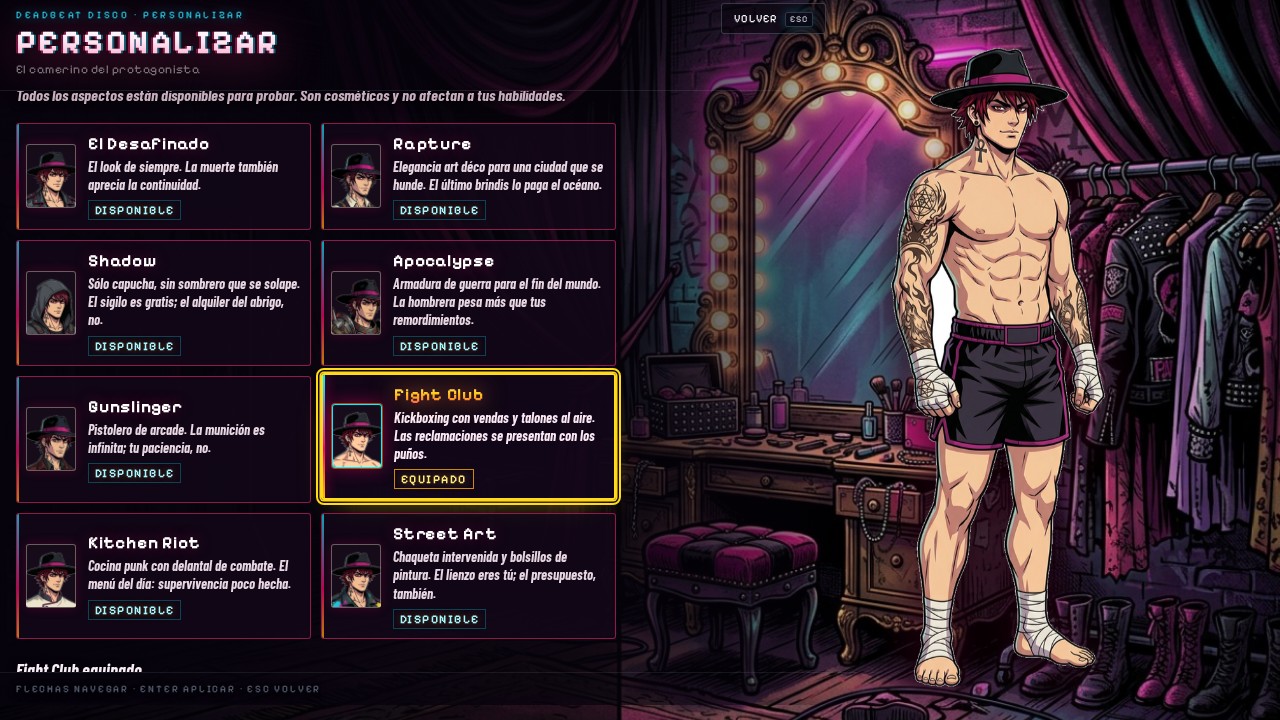 DEADBEAT DISCO · PERSONALIZAR
PERSONALIZAR
El camerino del protagonista
VOLVER ESC
Todos los aspectos están disponibles para probar. Son cosméticos y no afectan a tus habilidades.
El Desafinado
El look de siempre. La muerte también
aprecia la continuidad.
DISPONIBLE
Rapture
Elegancia art déco para una ciudad que se
hunde. El último brindis lo paga el océano.
DISPONIBLE
Shadow
Sólo capucha, sin sombrero que se solape.
El sigilo es gratis; el alquiler del abrigo,
no.
DISPONIBLE
Apocalypse
Armadura de guerra para el fin del mundo.
La hombrera pesa más que tus
remordimientos.
DISPONIBLE
Gunslinger
Pistolero de arcade. La munición es
infinita; tu paciencia, no.
DISPONIBLE
Fight Club
Kickboxing con vendas y talones al aire.
Las reclamaciones se presentan con los
puños.
EQUIPADO
Kitchen Riot
Cocina punk con delantal de combate. El
menú del día: supervivencia poco hecha.
DISPONIBLE
Street Art
Chaqueta intervenida y bolsillos de
pintura. El lienzo eres tú; el presupuesto,
también.
DISPONIBLE
Fight Club equipado
FLECHAS NAVEGAR · ENTER APLICAR · ESC VOLVER